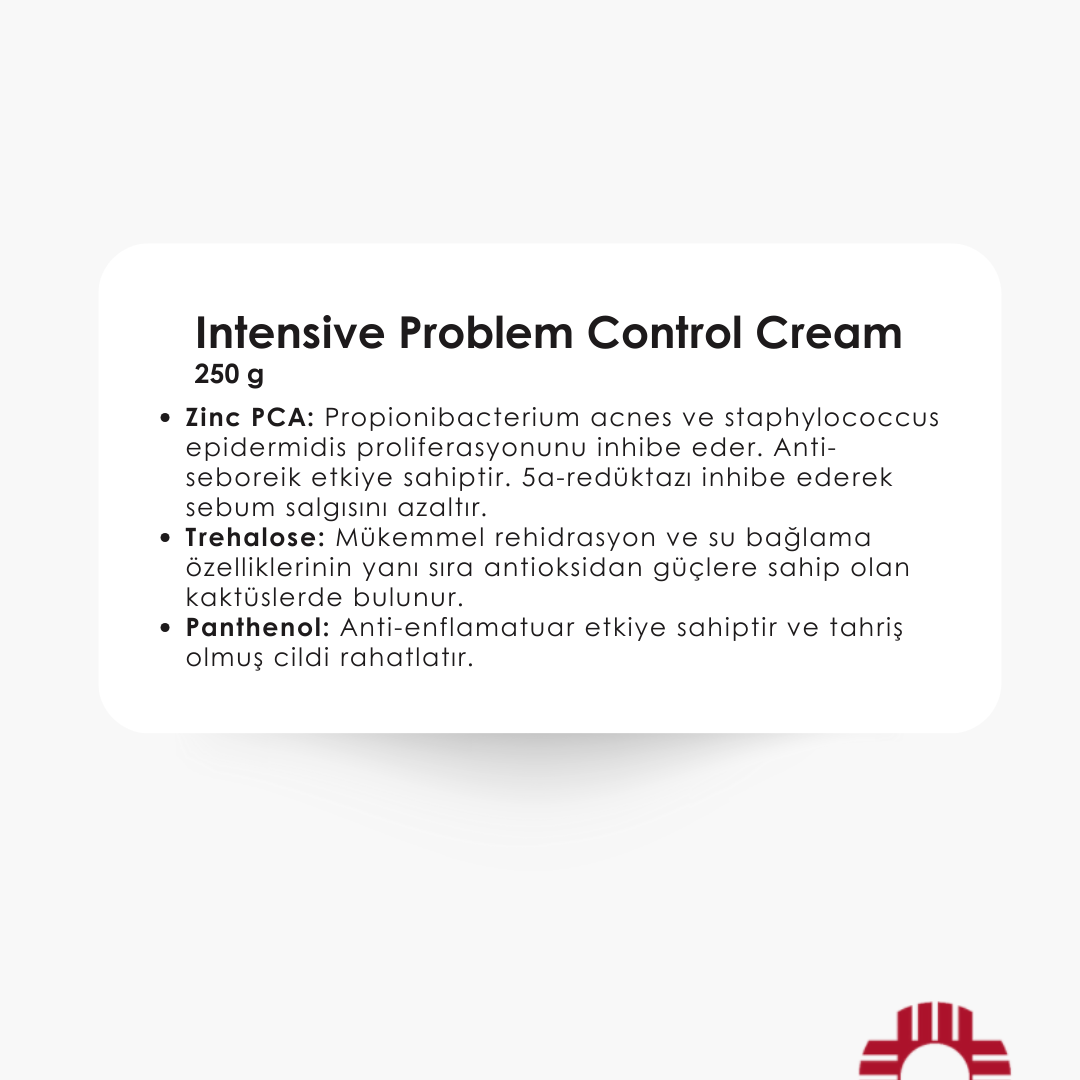 Intensive Problem Control Cream
250 g
• Zinc PCA: Propionibacterium acnes ve staphylococcus
epidermidis proliferasyonunu inhibe eder. Anti-
seboreik etkiye sahiptir. 5a-redüktazı inhibe ederek
sebum salgısını azaltır.
• Trehalose: Mükemmel rehidrasyon ve su bağlama
özelliklerinin yanı sıra antioksidan güçlere sahip olan
kaktüslerde bulunur.
• Panthenol: Anti-enflamatuar etkiye sahiptir ve tahriş
olmuş cildi rahatlatır.